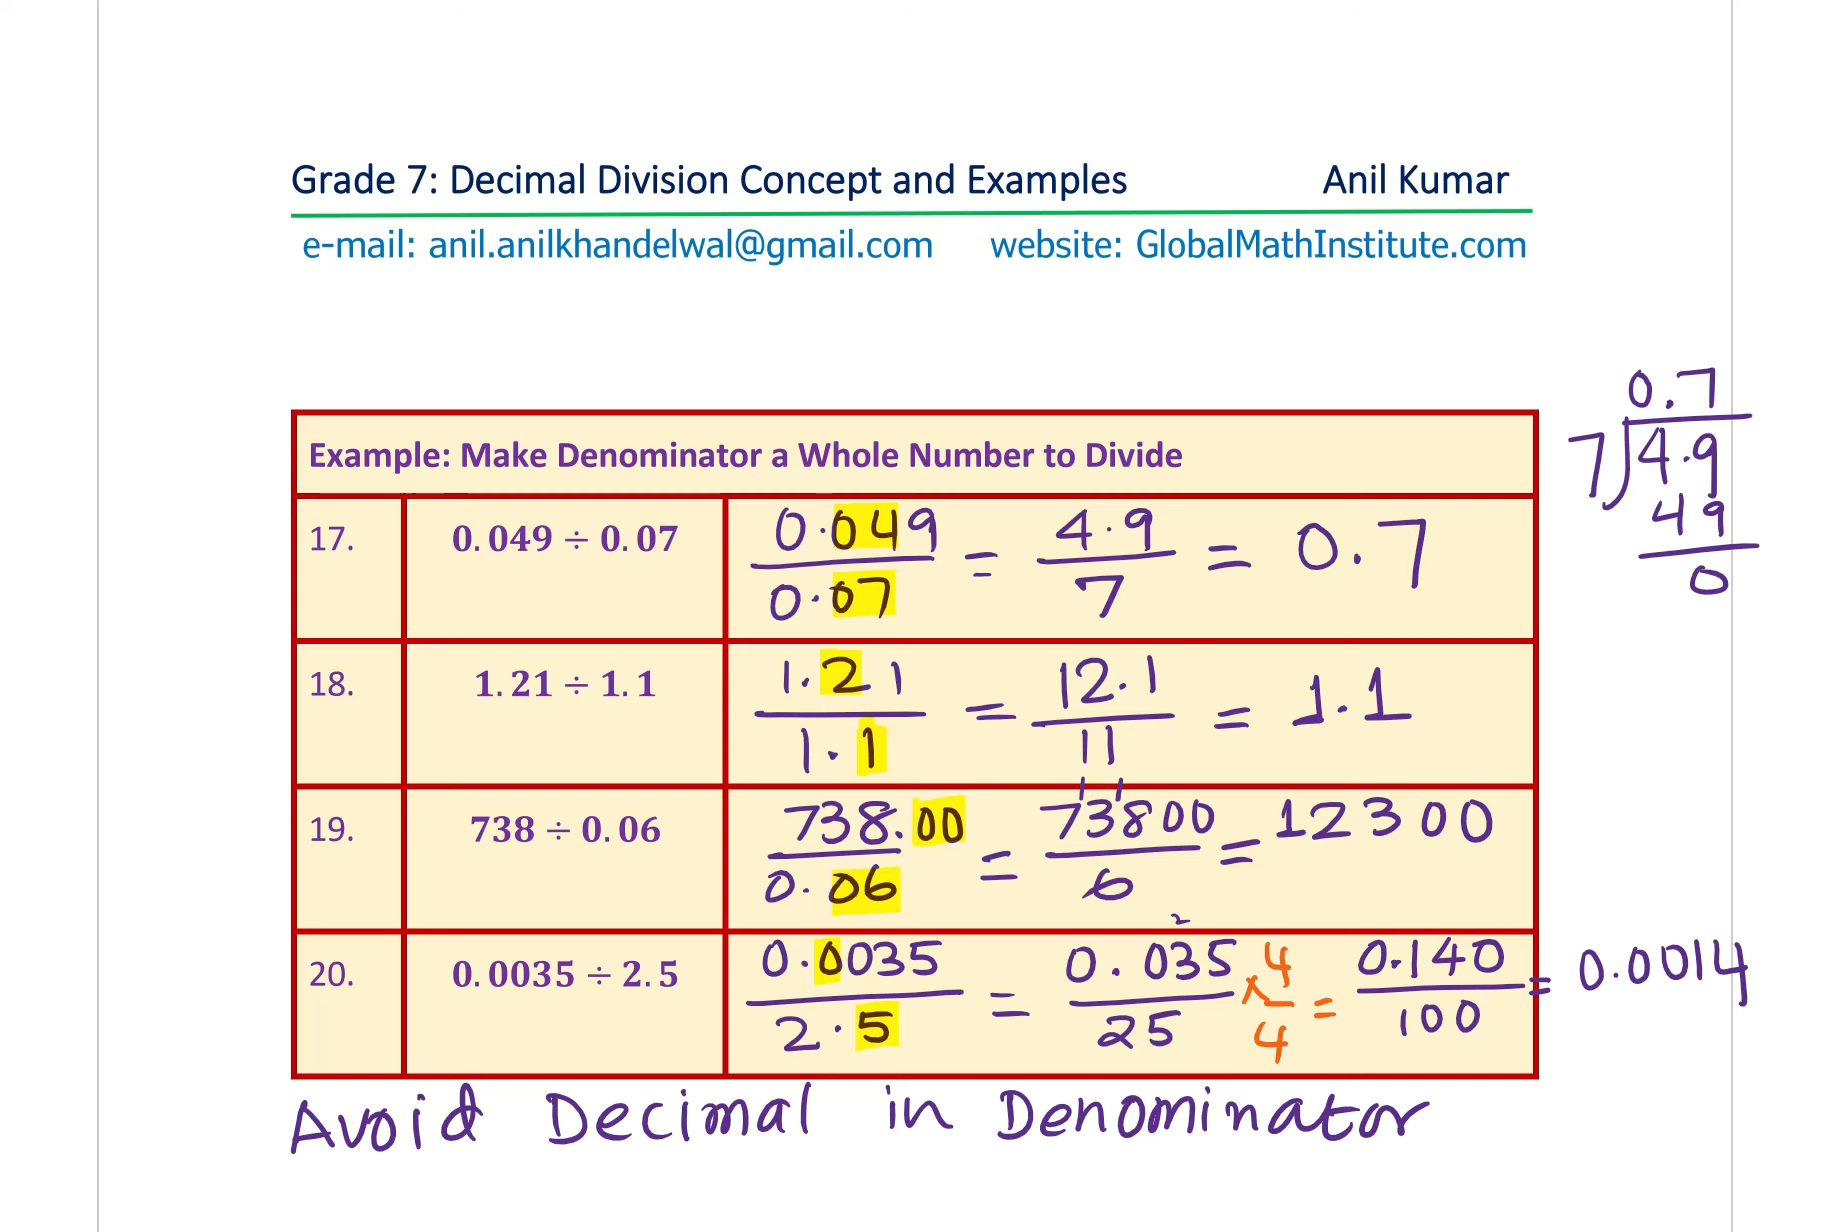 Grade 7: Decimal Division Concept and Examples Anil Kumar
e-mail: anil.anilkhandelwal@gmail.com website: GlobalMathInstitute.com
Example: Make Denominator a Whole Number to Divide
17. 0.049 ÷ 0.07 0.049/0.07 = 4.9/7 = 0.7
18. 1.21 ÷ 1.1 1.21/1.1 = 12.1/11 = 1.1
19. 738 ÷ 0.06 738.00/0.06 = 73800/6 = 12300
1 1
20. 0.0035 ÷ 2.5 0.0035/2.5 = 0.035/25 × 4/4 = 0.140/100 = 0.0014
2
Avoid Decimal in Denominator
0.7
7 4.9
49
0